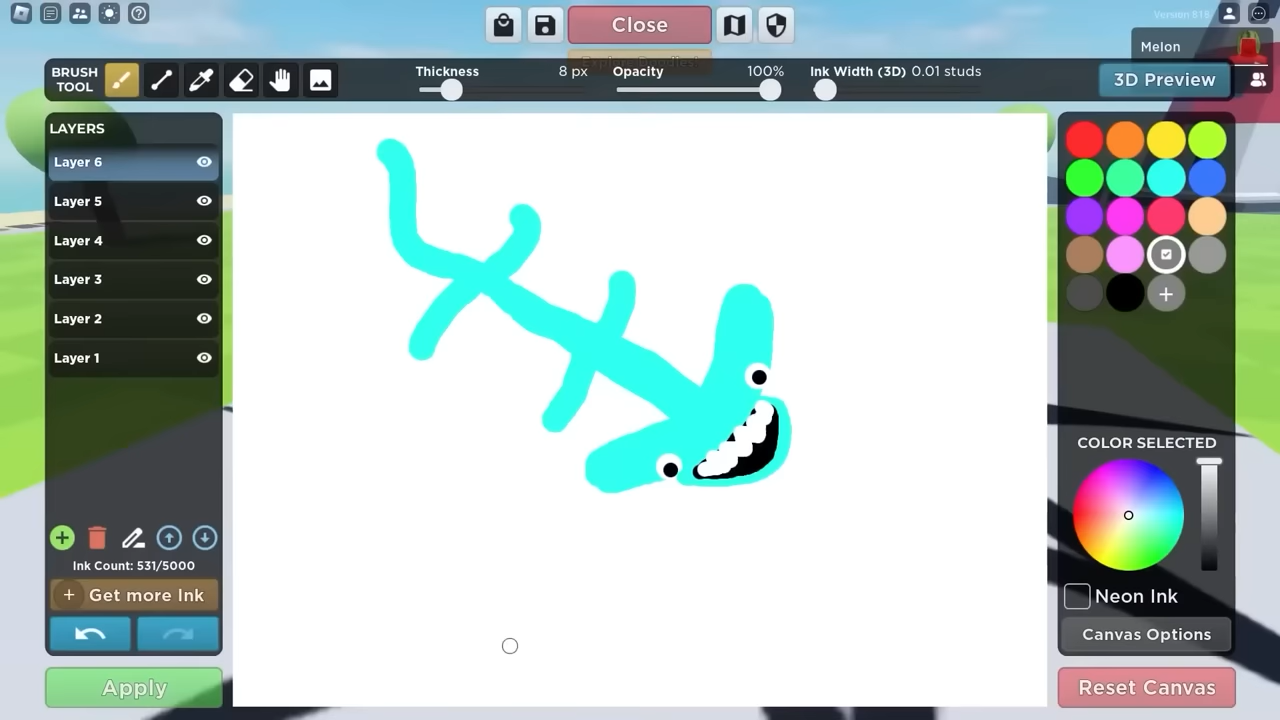 Version 818
Close
Melon
BRUSH
TOOL
Thickness
8 px
Opacity
100%
Ink Width (3D) 0.01 studs
3D Preview
LAYERS
Layer 6
Layer 5
Layer 4
Layer 3
Layer 2
Layer 1
Ink Count: 531/5000
+ Get more Ink
Apply
COLOR SELECTED
Neon Ink
Canvas Options
Reset Canvas